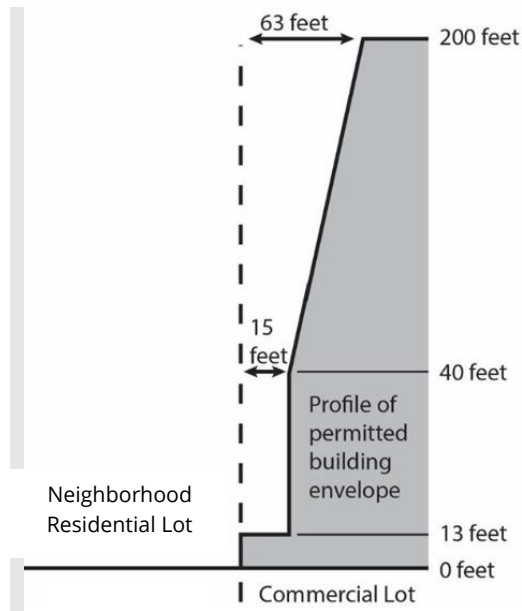 63 feet
200 feet
15
feet
40 feet
Profile of
permitted
building
envelope
Neighborhood
Residential Lot
13 feet
0 feet
Commercial Lot